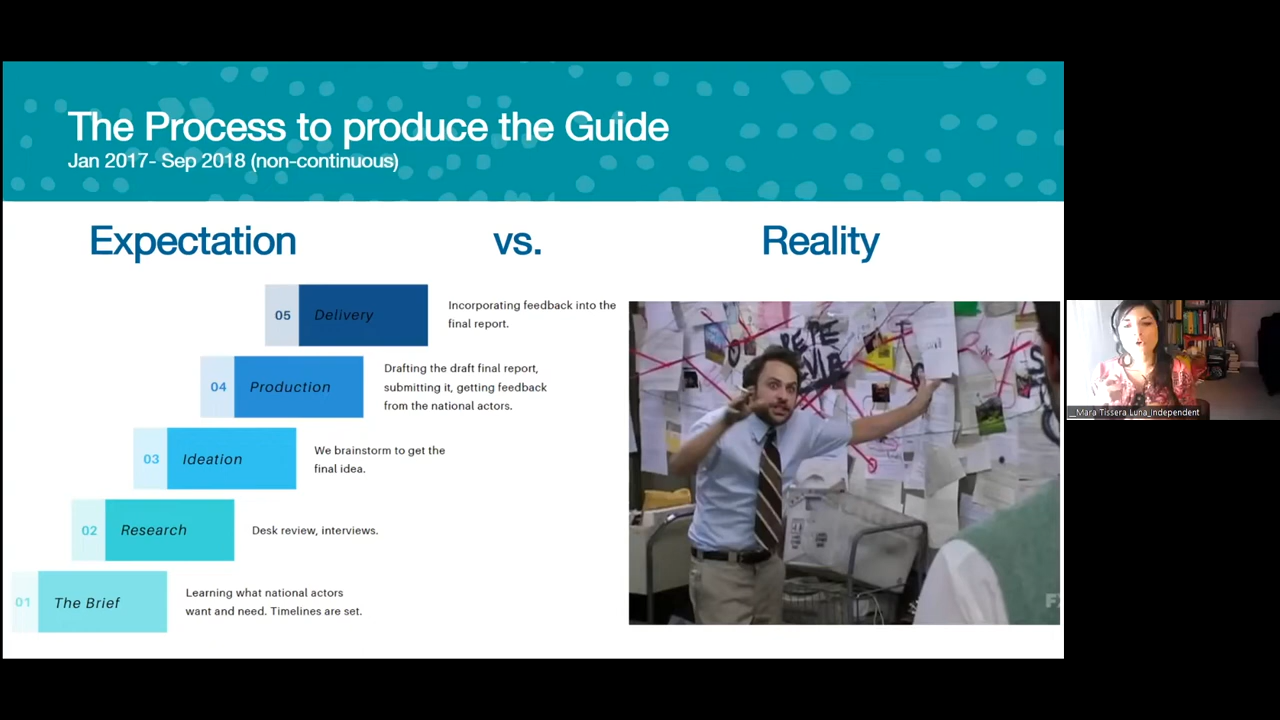 The Process to produce the Guide
Jan 2017- Sep 2018 (non-continuous)
Expectation
vs.
Reality
05
Delivery
Incorporating feedback into the
final report.
04
Production
Drafting the draft final report,
submitting it, getting feedback
from the national actors.
03
Ideation
We brainstorm to get the
final idea.
02
Research
Desk review, interviews.
01
The Brief
Learning what national actors
want and need. Timelines are set.
PEPE
SILVIA
__Mara Tissera Luna_Independent